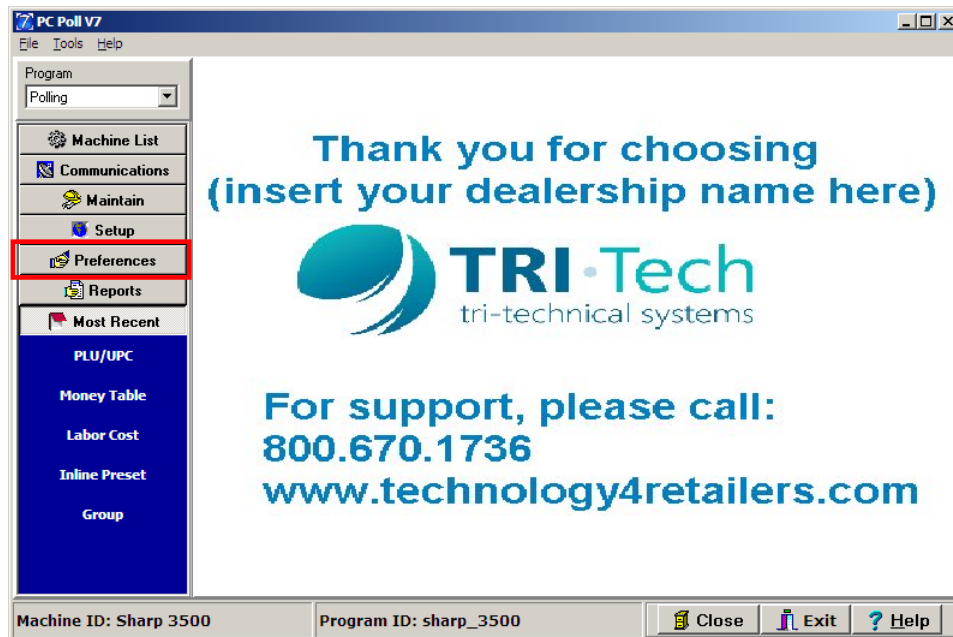 PC Poll V7
File Tools Help
Program
Polling
Machine List
Communications
Maintain
Setup
Preferences
Reports
Most Recent
PLU/UPC
Money Table
Labor Cost
Inline Preset
Group
Thank you for choosing
(insert your dealership name here)
TRI·Tech
tri-technical systems
For support, please call:
800.670.1736
www.technology4retailers.com
Machine ID: Sharp 3500
Program ID: sharp_3500
Close
Exit
? Help